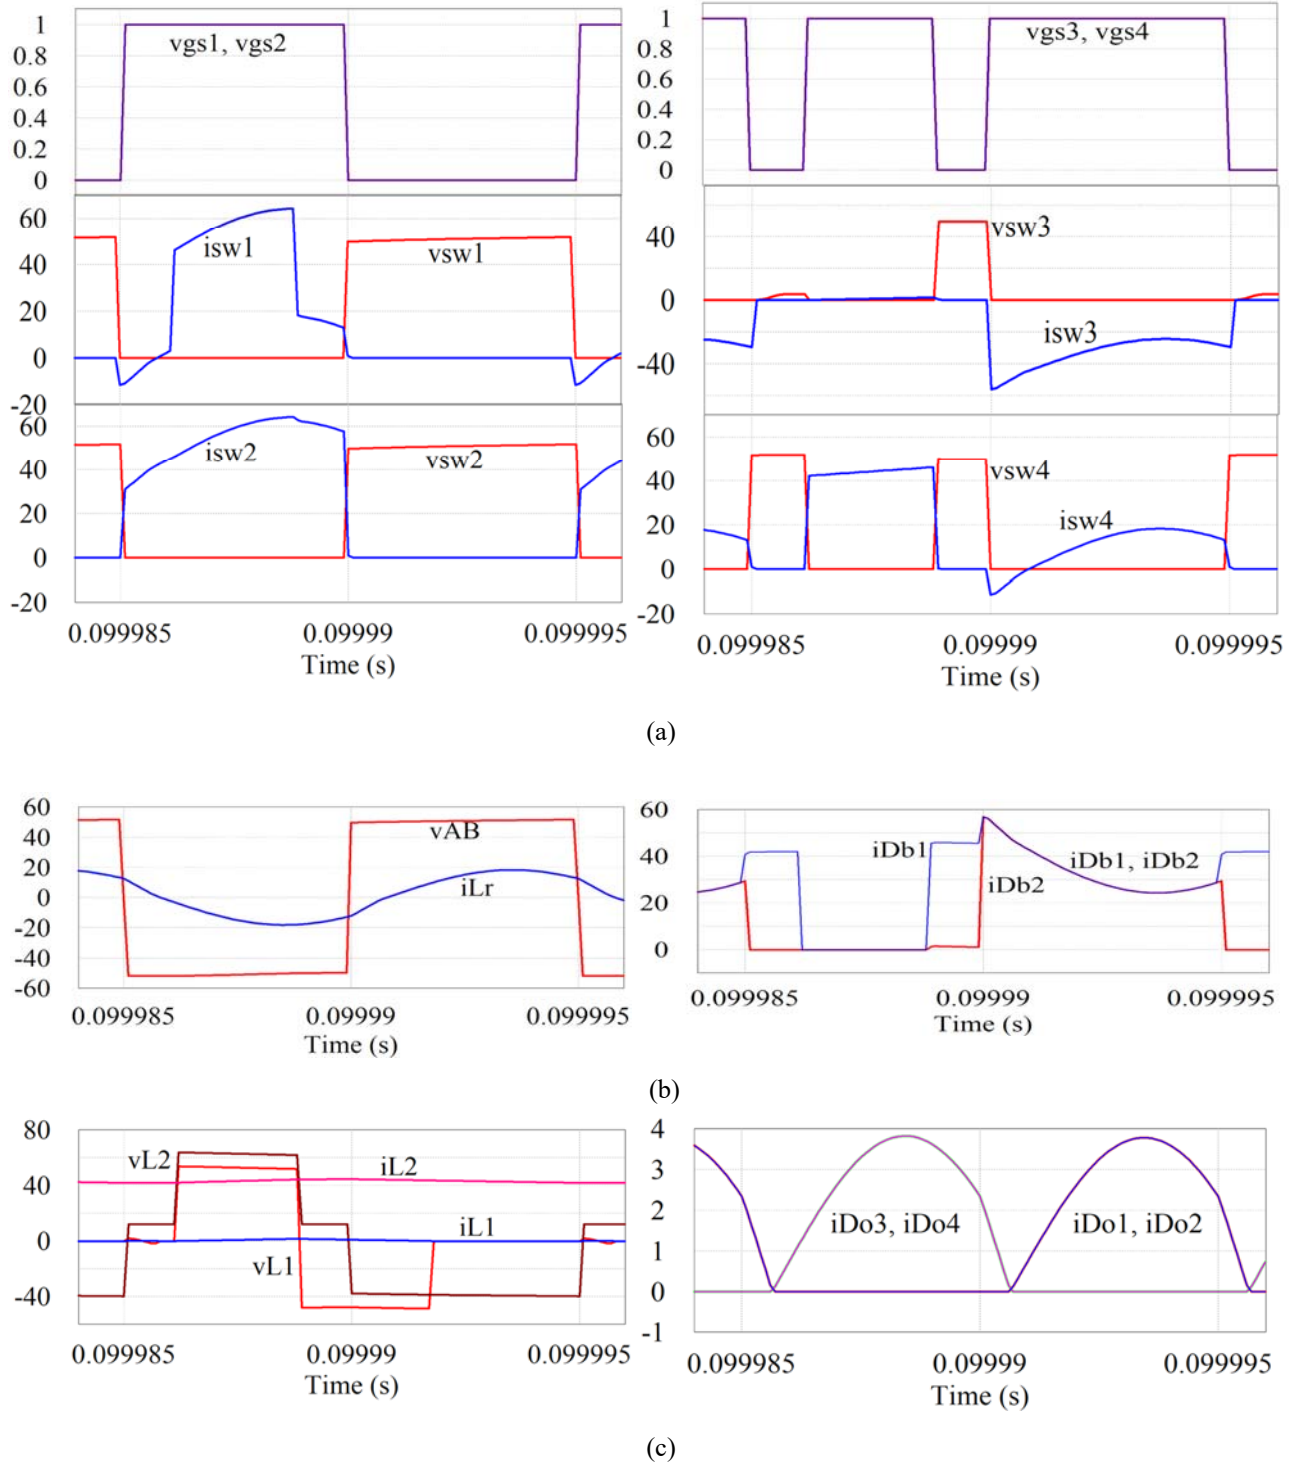 1
0.8
0.6
0.4
0.2
0
vgs1, vgs2
60
40
20
0
-20
isw1
vsw1
60
40
20
0
-20
isw2
vsw2
0.099985 0.09999 0.099995
Time (s)
1
0.8
0.6
0.4
0.2
0
vgs3, vgs4
40
0
-40
vsw3
isw3
60
40
20
0
-20
vsw4
isw4
0.099985 0.09999 0.099995
Time (s)
(a)
60
40
20
0
-20
-40
-60
vAB
iLr
0.099985 0.09999 0.099995
Time (s)
60
40
20
0
iDb1
iDb1, iDb2
iDb2
0.099985 0.09999 0.099995
Time (s)
(b)
80
40
0
-40
vL2
iL2
iL1
vL1
0.099985 0.09999 0.099995
Time (s)
4
3
2
1
0
-1
iDo3, iDo4
iDo1, iDo2
0.099985 0.09999 0.099995
Time (s)
(c)